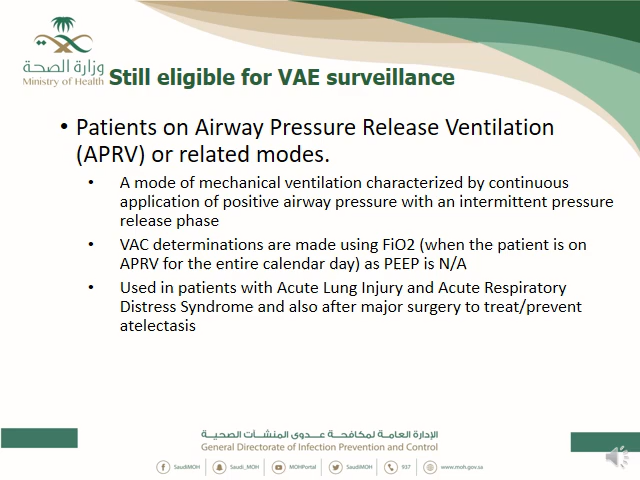 وزارة الصحة
Ministry of Health
Still eligible for VAE surveillance
• Patients on Airway Pressure Release Ventilation
(APRV) or related modes.
• A mode of mechanical ventilation characterized by continuous
application of positive airway pressure with an intermittent pressure
release phase
• VAC determinations are made using FiO2 (when the patient is on
APRV for the entire calendar day) as PEEP is N/A
• Used in patients with Acute Lung Injury and Acute Respiratory
Distress Syndrome and also after major surgery to treat/prevent
atelectasis
الإدارة العامة لمكافحة عدوى المنشآت الصحية
General Directorate of Infection Prevention and Control
SaudiMOH Saudi_MOH MOHPortal SaudiMOH 937 www.moh.gov.sa